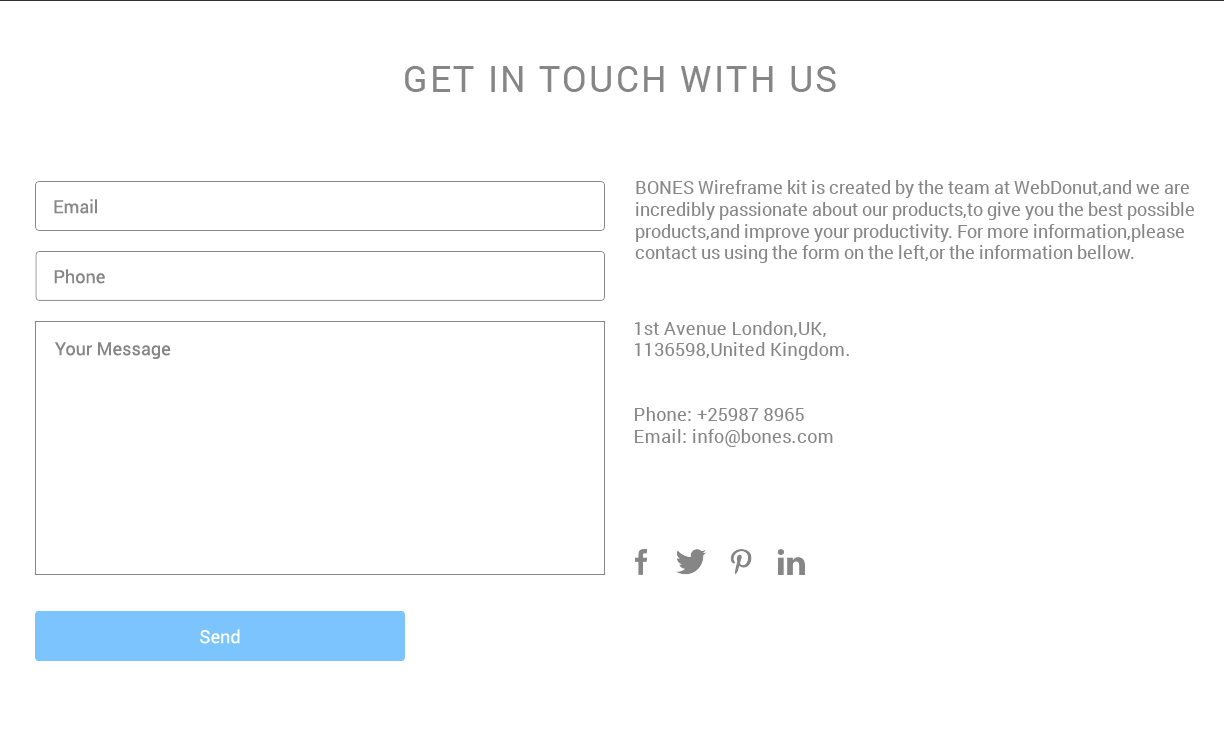 GET IN TOUCH WITH US
Email
Phone
Your Message
Send
BONES Wireframe kit is created by the team at WebDonut,and we are
incredibly passionate about our products,to give you the best possible
products,and improve your productivity. For more information,please
contact us using the form on the left,or the information bellow.
1st Avenue London,UK,
1136598,United Kingdom.
Phone: +25987 8965
Email: info@bones.com